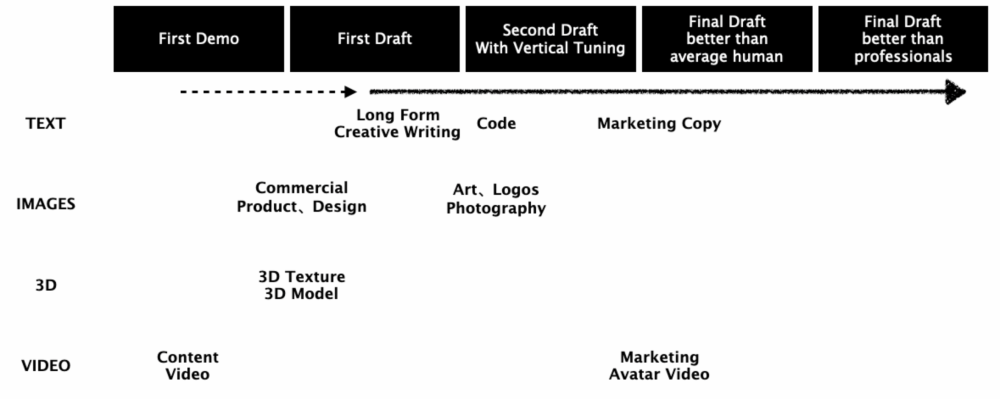 First Demo
First Draft
Second Draft
With Vertical Tuning
Final Draft
better than
average human
Final Draft
better than
professionals
TEXT
Long Form
Creative Writing
Code
Marketing Copy
IMAGES
Commercial
Product、Design
Art、Logos
Photography
3D
3D Texture
3D Model
VIDEO
Content
Video
Marketing
Avatar Video